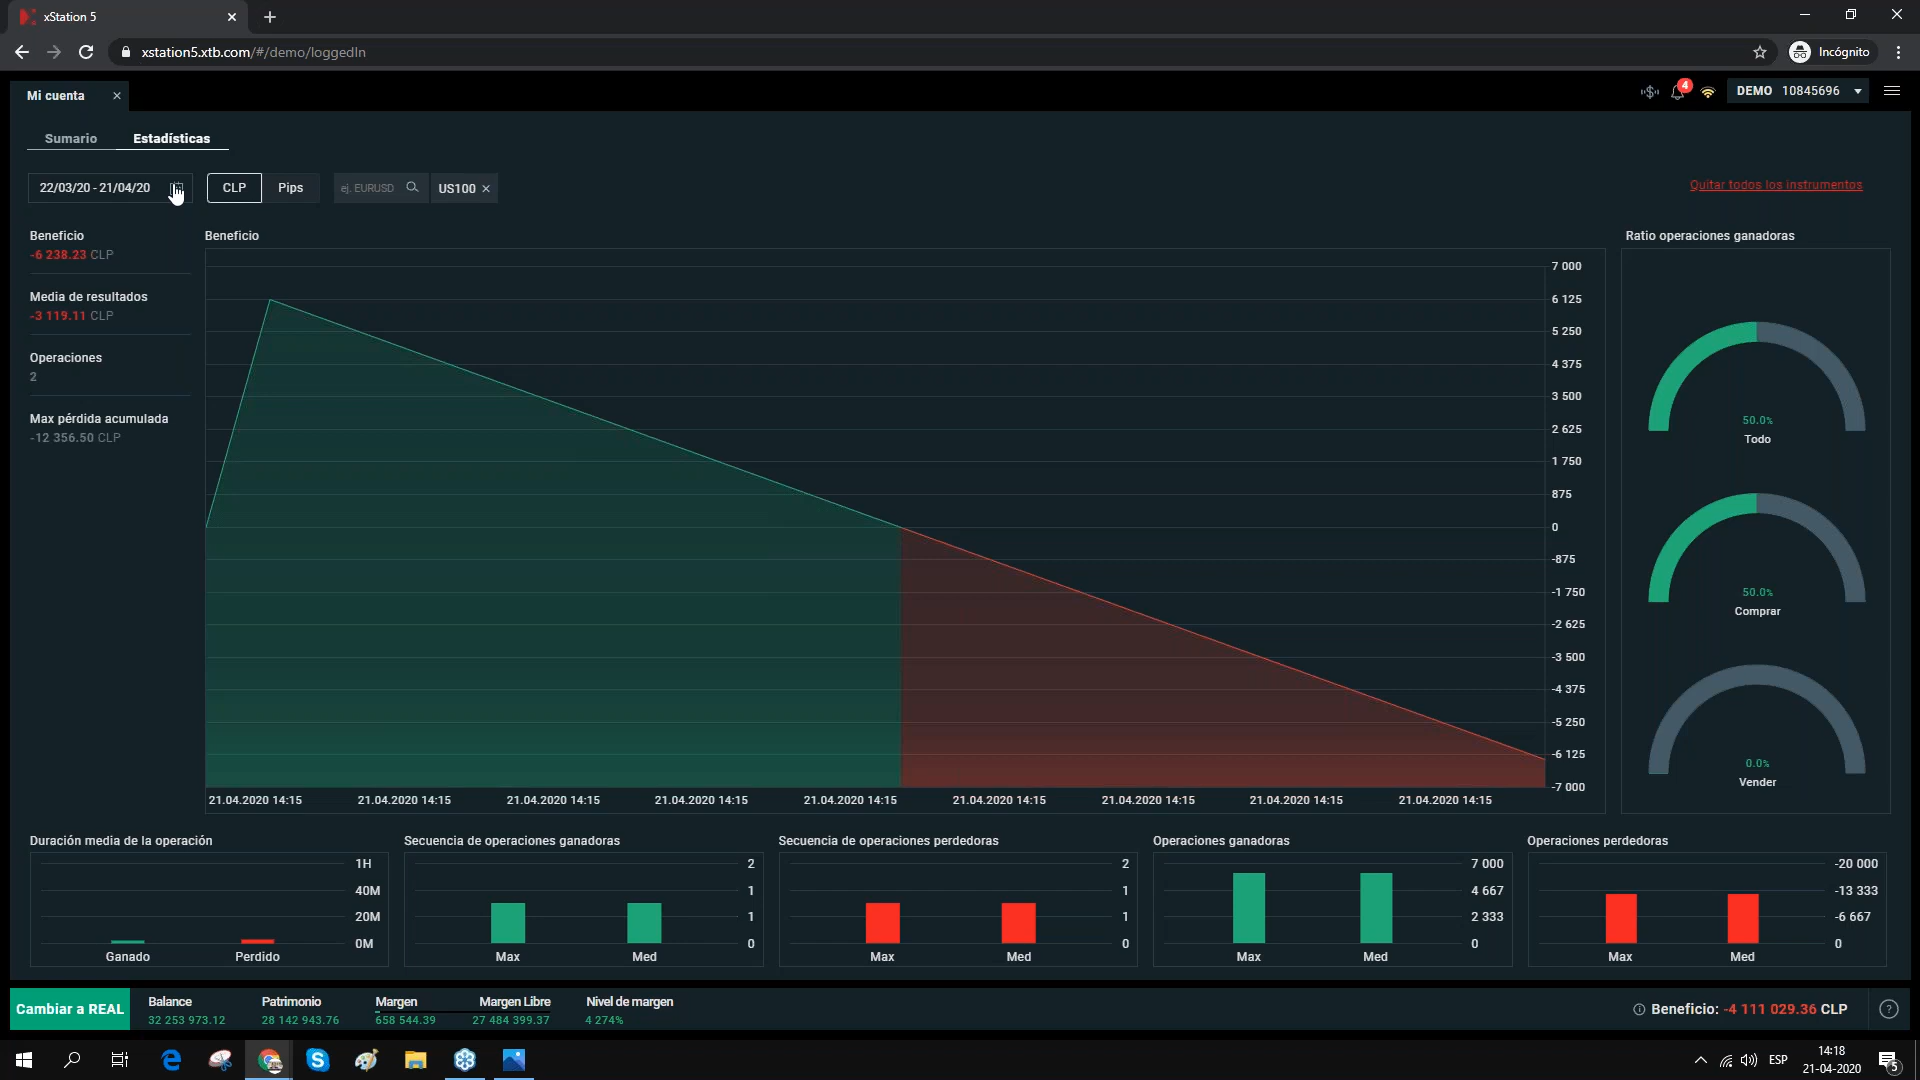 xStation 5
xstation5.xtb.com/#/demo/loggedIn
Incógnito
Mi cuenta
4
DEMO 10845696
Sumario
Estadísticas
22/03/20 - 21/04/20
CLP
Pips
ej. EURUSD
US100
Quitar todos los instrumentos
Beneficio
-6 238.23 CLP
Media de resultados
-3 119.11 CLP
Operaciones
2
Max pérdida acumulada
-12 356.50 CLP
Beneficio
7 000
6 125
5 250
4 375
3 500
2 625
1 750
875
0
-875
-1 750
-2 625
-3 500
-4 375
-5 250
-6 125
-7 000
21.04.2020 14:15 21.04.2020 14:15 21.04.2020 14:15 21.04.2020 14:15 21.04.2020 14:15 21.04.2020 14:15 21.04.2020 14:15 21.04.2020 14:15 21.04.2020 14:15
Ratio operaciones ganadoras
50.0%
Todo
50.0%
Comprar
0.0%
Vender
Duración media de la operación
1H
40M
20M
0M
Ganado Perdido
Secuencia de operaciones ganadoras
2
1
1
0
Max Med
Secuencia de operaciones perdedoras
2
1
1
0
Max Med
Operaciones ganadoras
7 000
4 667
2 333
0
Max Med
Operaciones perdedoras
-20 000
-13 333
-6 667
0
Max Med
Cambiar a REAL
Balance
32 253 973.12
Patrimonio
28 142 943.76
Margen
658 544.39
Margen Libre
27 484 399.37
Nivel de margen
4 274%
Beneficio: -4 111 029.36 CLP
?
ESP
14:18
21-04-2020
5